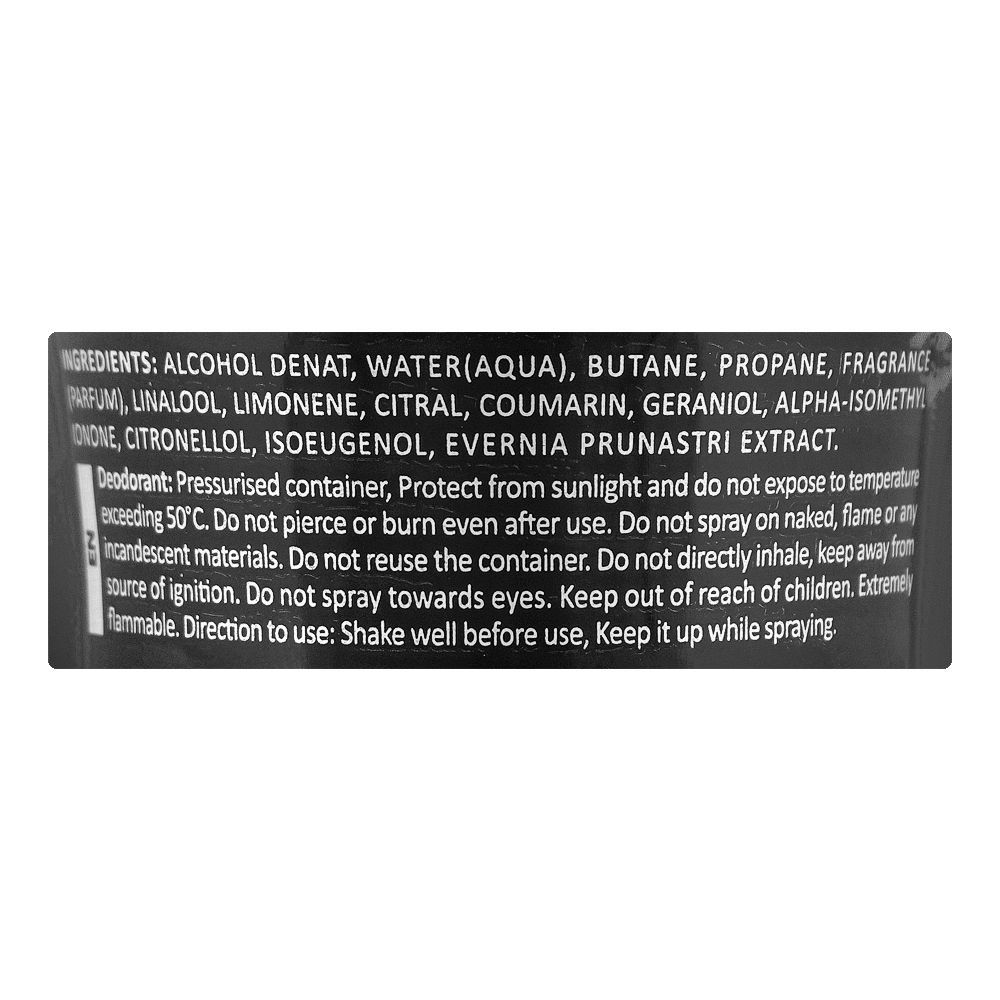 INGREDIENTS: ALCOHOL DENAT, WATER(AQUA), BUTANE, PROPANE, FRAGRANCE
(PARFUM), LINALOOL, LIMONENE, CITRAL, COUMARIN, GERANIOL, ALPHA-ISOMETHYL
IONONE, CITRONELLOL, ISOEUGENOL, EVERNIA PRUNASTRI EXTRACT.
EN
Deodorant: Pressurised container, Protect from sunlight and do not expose to temperature
exceeding 50°C. Do not pierce or burn even after use. Do not spray on naked, flame or any
incandescent materials. Do not reuse the container. Do not directly inhale, keep away from
source of ignition. Do not spray towards eyes. Keep out of reach of children. Extremely
flammable. Direction to use: Shake well before use, Keep it up while spraying.